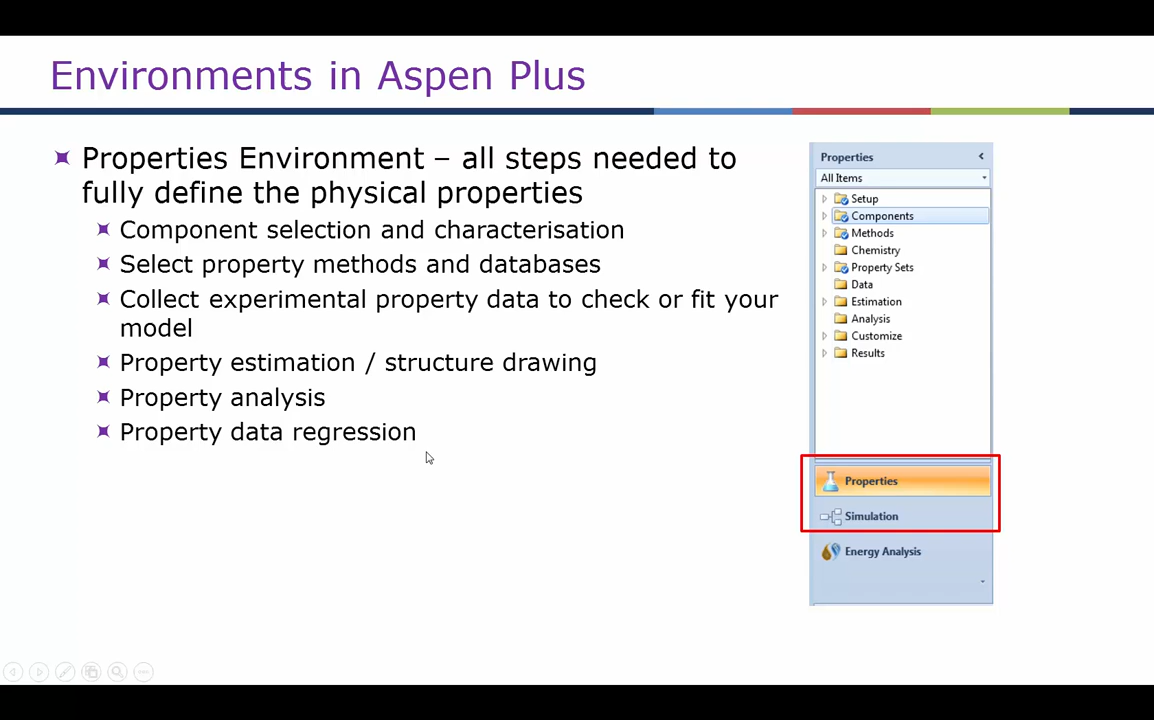 Environments in Aspen Plus
Properties Environment – all steps needed to
fully define the physical properties
Component selection and characterisation
Select property methods and databases
Collect experimental property data to check or fit your
model
Property estimation / structure drawing
Property analysis
Property data regression
Properties
All Items
Setup
Components
Methods
Chemistry
Property Sets
Data
Estimation
Analysis
Customize
Results
Properties
Simulation
Energy Analysis